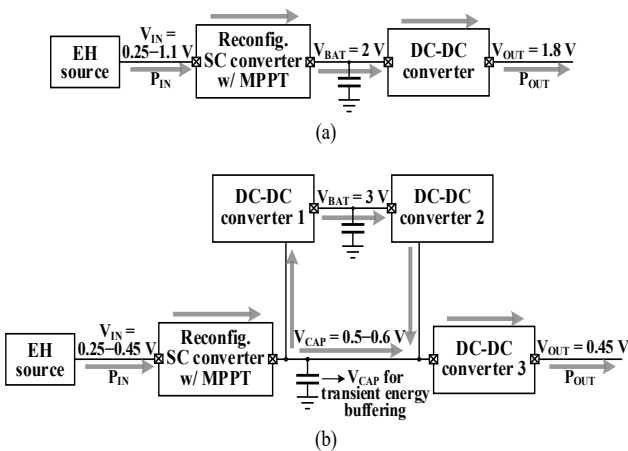 EH
source
V_IN =
0.25–1.1 V
P_IN
Reconfig.
SC converter
w/ MPPT
V_BAT = 2 V
DC-DC
converter
V_OUT = 1.8 V
P_OUT
(a)
DC-DC
converter 1
V_BAT = 3 V
DC-DC
converter 2
EH
source
V_IN =
0.25–0.45 V
P_IN
Reconfig.
SC converter
w/ MPPT
V_CAP = 0.5–0.6 V
V_CAP for
transient energy
buffering
DC-DC
converter 3
V_OUT = 0.45 V
P_OUT
(b)